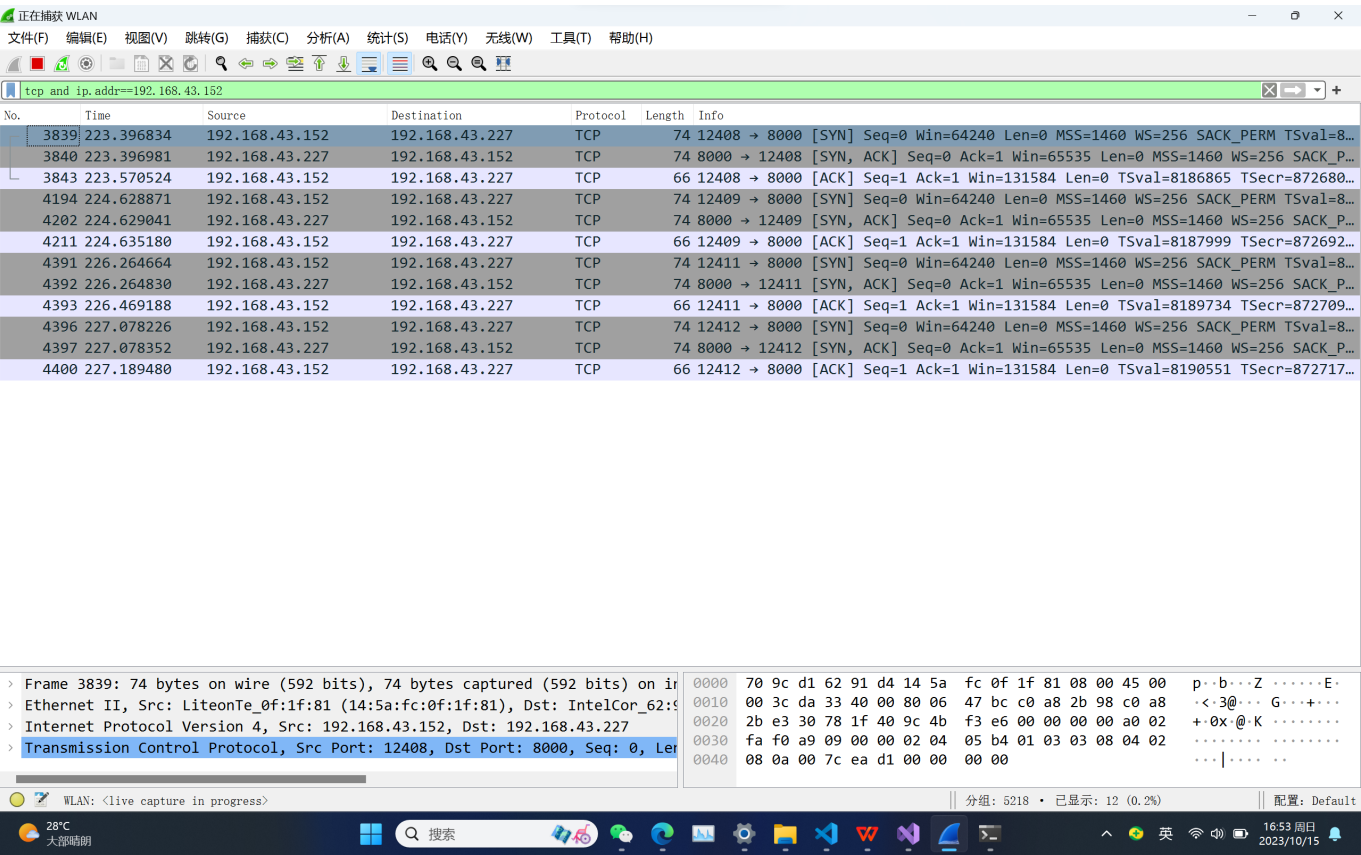 正在捕获 WLAN
文件(F) 编辑(E) 视图(V) 跳转(G) 捕获(C) 分析(A) 统计(S) 电话(Y) 无线(W) 工具(T) 帮助(H)
tcp and ip.addr==192.168.43.152
No. Time Source Destination Protocol Length Info
3839 223.396834 192.168.43.152 192.168.43.227 TCP 74 12408 → 8000 [SYN] Seq=0 Win=64240 Len=0 MSS=1460 WS=256 SACK_PERM TSval=8…
3840 223.396981 192.168.43.227 192.168.43.152 TCP 74 8000 → 12408 [SYN, ACK] Seq=0 Ack=1 Win=65535 Len=0 MSS=1460 WS=256 SACK_P…
3843 223.570524 192.168.43.152 192.168.43.227 TCP 66 12408 → 8000 [ACK] Seq=1 Ack=1 Win=131584 Len=0 TSval=8186865 TSecr=872680…
4194 224.628871 192.168.43.152 192.168.43.227 TCP 74 12409 → 8000 [SYN] Seq=0 Win=64240 Len=0 MSS=1460 WS=256 SACK_PERM TSval=8…
4202 224.629041 192.168.43.227 192.168.43.152 TCP 74 8000 → 12409 [SYN, ACK] Seq=0 Ack=1 Win=65535 Len=0 MSS=1460 WS=256 SACK_P…
4211 224.635180 192.168.43.152 192.168.43.227 TCP 66 12409 → 8000 [ACK] Seq=1 Ack=1 Win=131584 Len=0 TSval=8187999 TSecr=872692…
4391 226.264664 192.168.43.152 192.168.43.227 TCP 74 12411 → 8000 [SYN] Seq=0 Win=64240 Len=0 MSS=1460 WS=256 SACK_PERM TSval=8…
4392 226.264830 192.168.43.227 192.168.43.152 TCP 74 8000 → 12411 [SYN, ACK] Seq=0 Ack=1 Win=65535 Len=0 MSS=1460 WS=256 SACK_P…
4393 226.469188 192.168.43.152 192.168.43.227 TCP 66 12411 → 8000 [ACK] Seq=1 Ack=1 Win=131584 Len=0 TSval=8189734 TSecr=872709…
4396 227.078226 192.168.43.152 192.168.43.227 TCP 74 12412 → 8000 [SYN] Seq=0 Win=64240 Len=0 MSS=1460 WS=256 SACK_PERM TSval=8…
4397 227.078352 192.168.43.227 192.168.43.152 TCP 74 8000 → 12412 [SYN, ACK] Seq=0 Ack=1 Win=65535 Len=0 MSS=1460 WS=256 SACK_P…
4400 227.189480 192.168.43.152 192.168.43.227 TCP 66 12412 → 8000 [ACK] Seq=1 Ack=1 Win=131584 Len=0 TSval=8190551 TSecr=872717…
Frame 3839: 74 bytes on wire (592 bits), 74 bytes captured (592 bits) on in
Ethernet II, Src: LiteonTe_0f:1f:81 (14:5a:fc:0f:1f:81), Dst: IntelCor_62:9
Internet Protocol Version 4, Src: 192.168.43.152, Dst: 192.168.43.227
Transmission Control Protocol, Src Port: 12408, Dst Port: 8000, Seq: 0, Len
0000 70 9c d1 62 91 d4 14 5a fc 0f 1f 81 08 00 45 00 p··b···Z ······E·
0010 00 3c da 33 40 00 80 06 47 bc c0 a8 2b 98 c0 a8 ·<·3@··· G···+···
0020 2b e3 30 78 1f 40 9c 4b f3 e6 00 00 00 00 a0 02 +·0x·@·K ········
0030 fa f0 a9 09 00 00 02 04 05 b4 01 03 03 08 04 02 ········ ········
0040 08 0a 00 7c ea d1 00 00 00 00 ···|···· ··
WLAN: <live capture in progress>
分组: 5218 · 已显示: 12 (0.2%)
配置: Default
28°C
大部晴朗
搜索
英
16:53 周日
2023/10/15